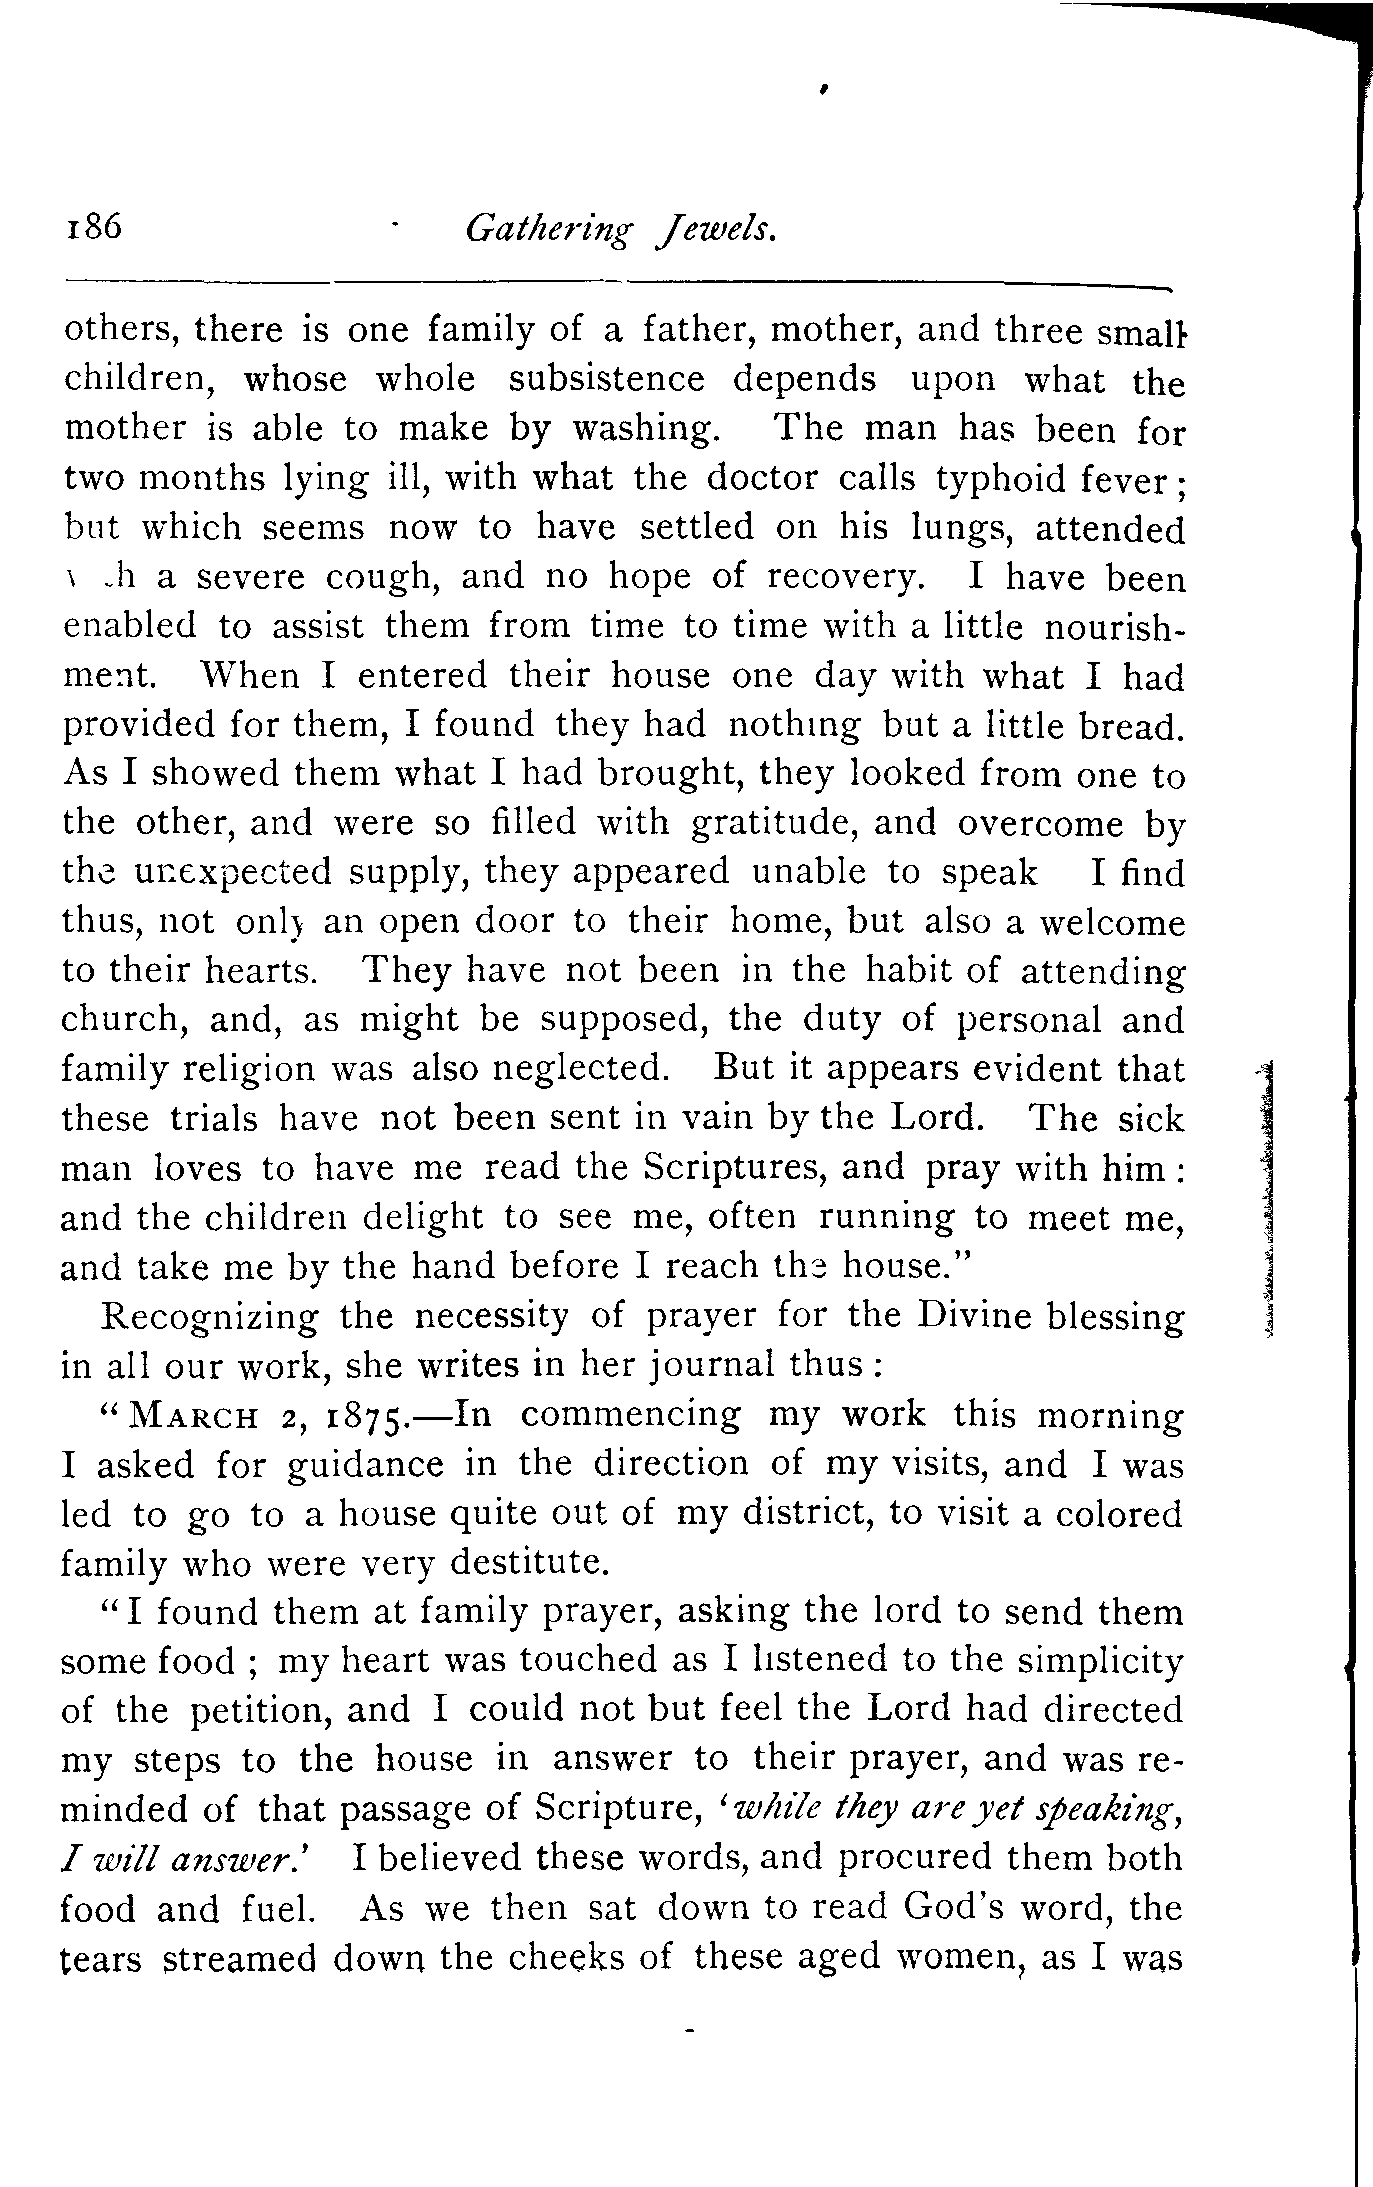 186 Gathering Jewels.
others, there is one family of a father, mother, and three small
children, whose whole subsistence depends upon what the
mother is able to make by washing. The man has been for
two months lying ill, with what the doctor calls typhoid fever ;
but which seems now to have settled on his lungs, attended
a severe cough, and no hope of recovery. I have been
enabled to assist them from time to time with a little nourish-
ment. When I entered their house one day with what I had
provided for them, I found they had nothing but a little bread.
As I showed them what I had brought, they looked from one to
the other, and were so filled with gratitude, and overcome by
the unexpected supply, they appeared unable to speak I find
thus, not only an open door to their home, but also a welcome
to their hearts. They have not been in the habit of attending
church, and, as might be supposed, the duty of personal and
family religion was also neglected. But it appears evident that
these trials have not been sent in vain by the Lord. The sick
man loves to have me read the Scriptures, and pray with him :
and the children delight to see me, often running to meet me,
and take me by the hand before I reach the house."
Recognizing the necessity of prayer for the Divine blessing
in all our work, she writes in her journal thus :
" MARCH 2, 1875.—In commencing my work this morning
I asked for guidance in the direction of my visits, and I was
led to go to a house quite out of my district, to visit a colored
family who were very destitute.
" I found them at family prayer, asking the lord to send them
some food ; my heart was touched as I listened to the simplicity
of the petition, and I could not but feel the Lord had directed
my steps to the house in answer to their prayer, and was re-
minded of that passage of Scripture, 'while they are yet speaking,
I will answer.' I believed these words, and procured them both
food and fuel. As we then sat down to read God's word, the
tears streamed down the cheeks of these aged women, as I was